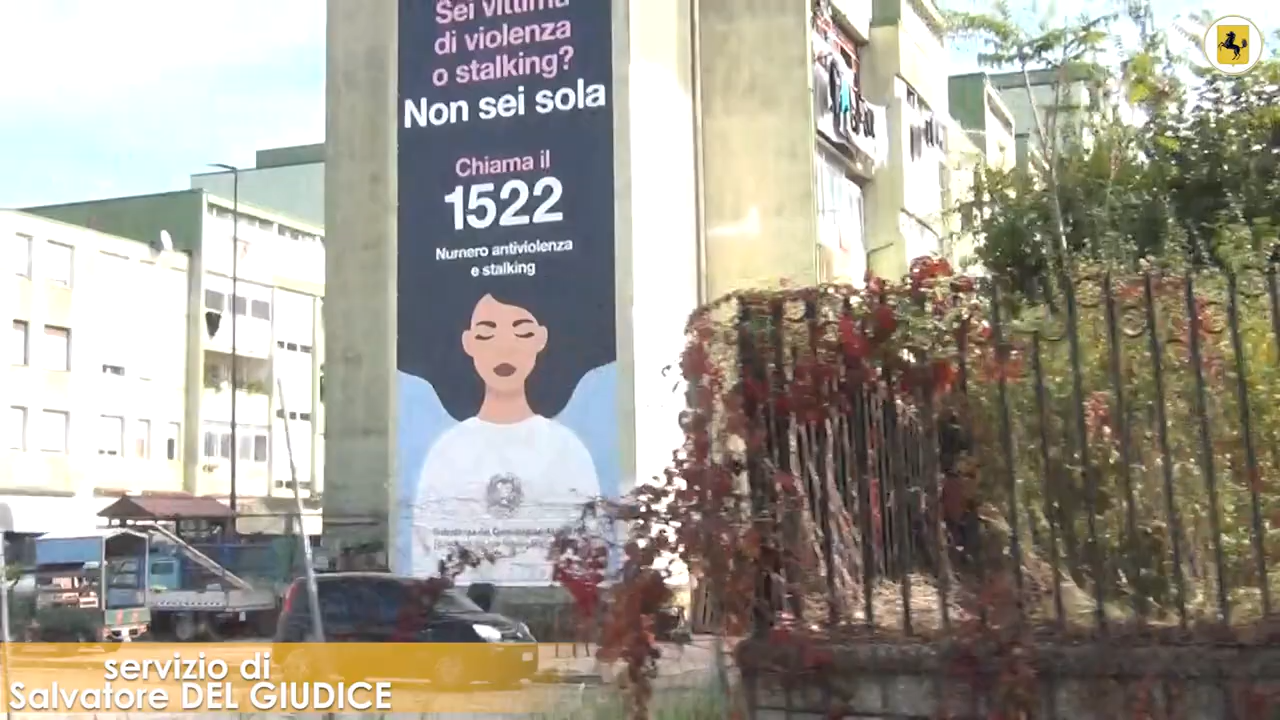 Sei vittima
di violenza
o stalking?
Non sei sola
Chiama il
1522
Numero antiviolenza
e stalking
servizio di
Salvatore DEL GIUDICE